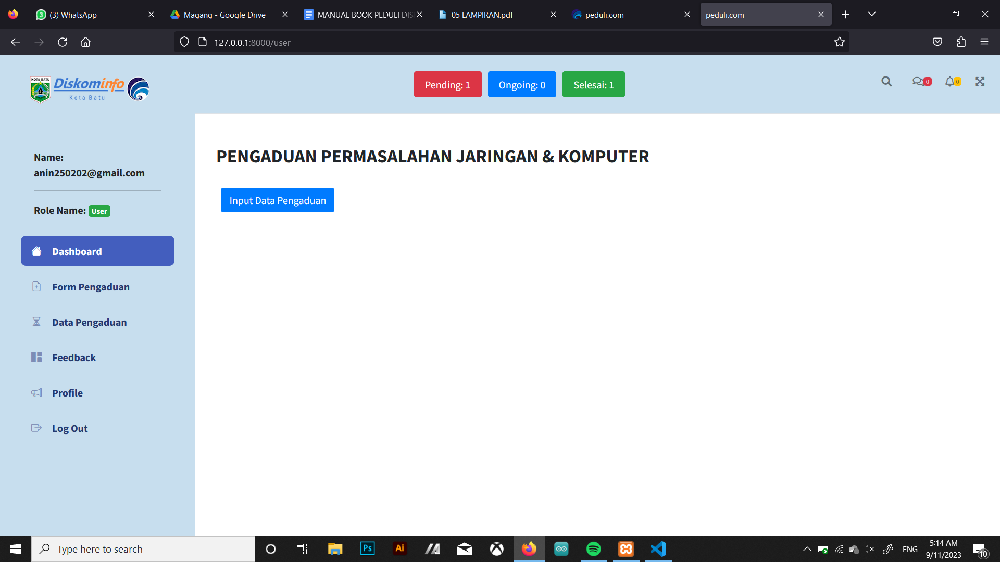 (3) WhatsApp
Magang - Google Drive
MANUAL BOOK PEDULI DIS
05 LAMPIRAN.pdf
peduli.com
peduli.com
127.0.0.1:8000/user
KOTA BATU
Diskominfo
Kota Batu
Pending: 1
Ongoing: 0
Selesai: 1
0
0
Name:
anin250202@gmail.com
Role Name: User
Dashboard
Form Pengaduan
Data Pengaduan
Feedback
Profile
Log Out
PENGADUAN PERMASALAHAN JARINGAN & KOMPUTER
Input Data Pengaduan
Type here to search
Ps
Ai
ENG
5:14 AM
9/11/2023
10